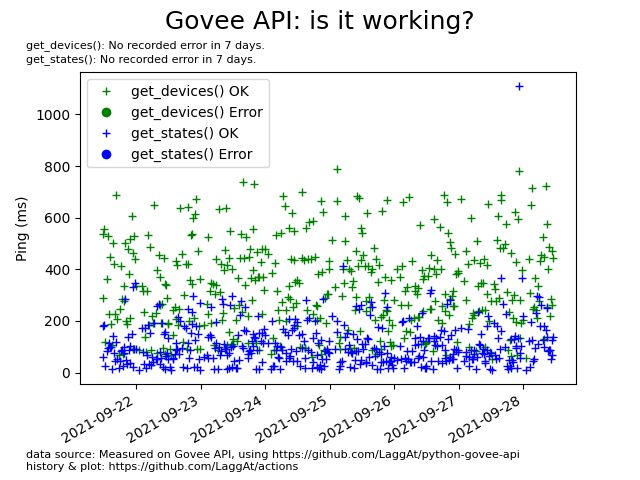 Govee API: is it working?
get_devices(): No recorded error in 7 days.
get_states(): No recorded error in 7 days.
get_devices() OK
get_devices() Error
get_states() OK
get_states() Error
Ping (ms)
1000
800
600
400
200
0
2021-09-22
2021-09-23
2021-09-24
2021-09-25
2021-09-26
2021-09-27
2021-09-28
data source: Measured on Govee API, using https://github.com/LaggAt/python-govee-api
history & plot: https://github.com/LaggAt/actions